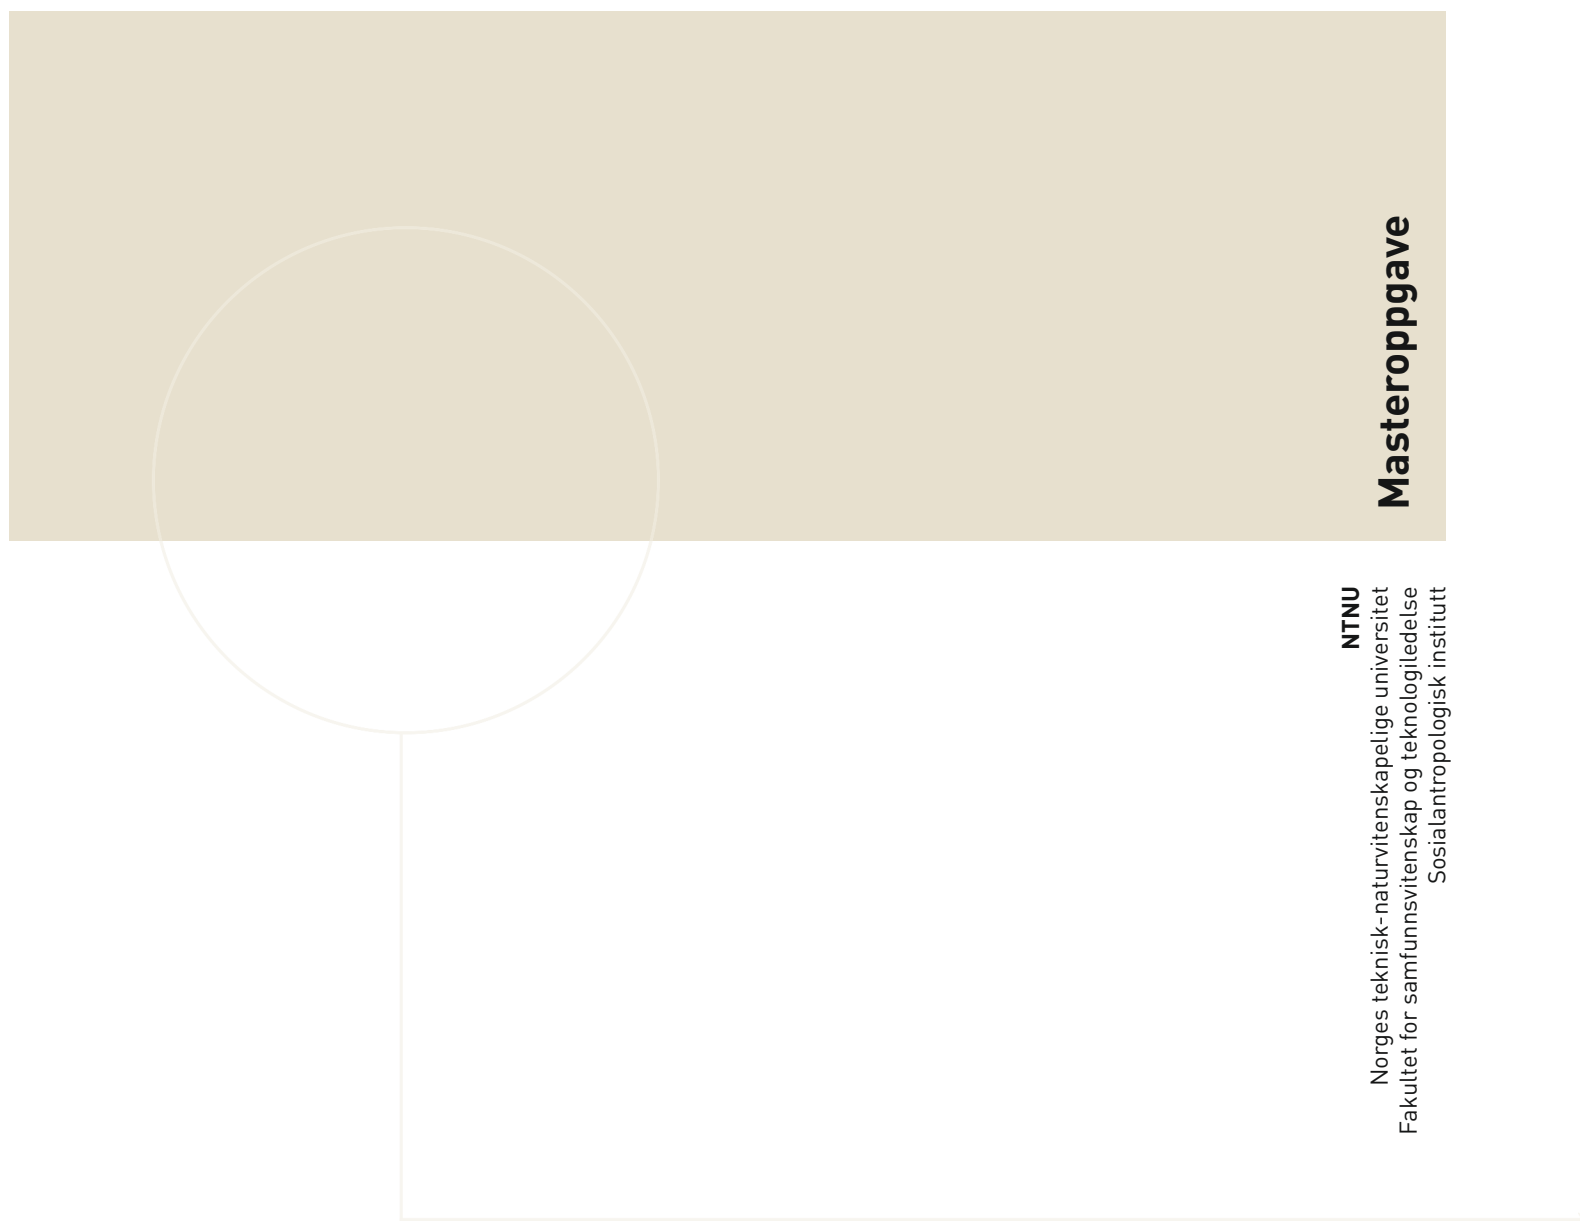 Masteroppgave
NTNU
Norges teknisk-naturvitenskapelige universitet
Fakultet for samfunnsvitenskap og teknologiledelse
Sosialantropologisk institutt